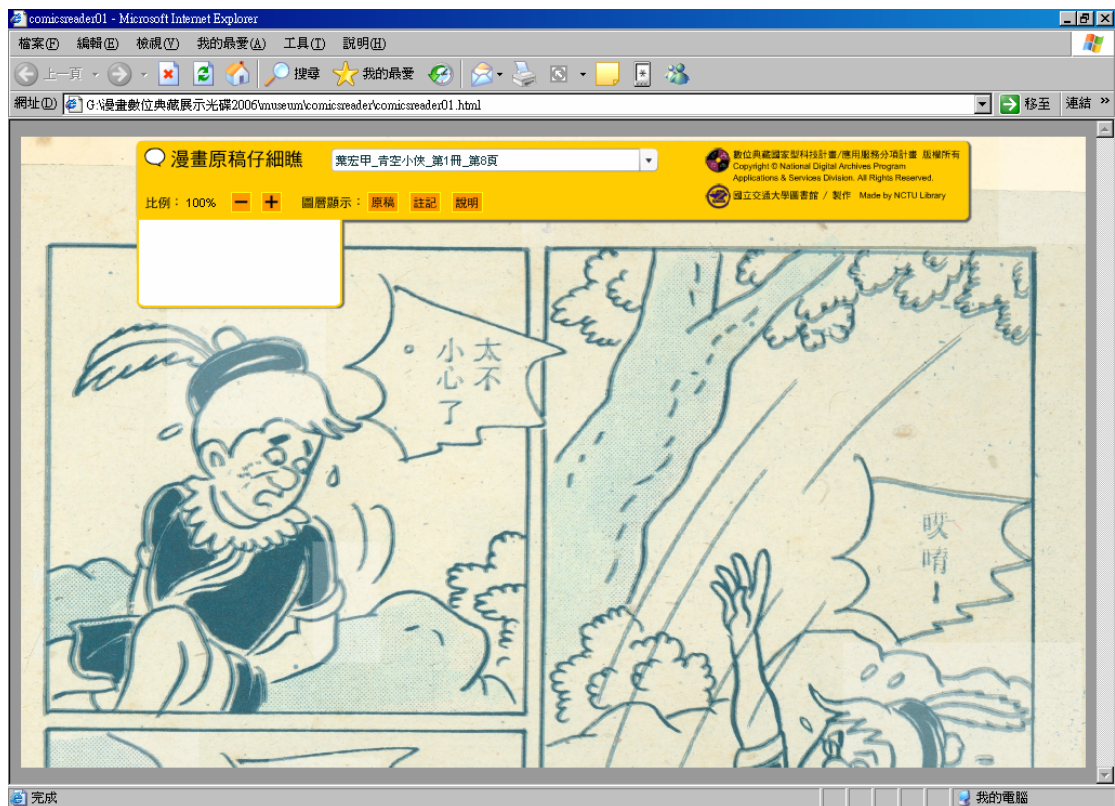 comicsreader01 - Microsoft Internet Explorer
檔案(F) 編輯(E) 檢視(V) 我的最愛(A) 工具(T) 說明(H)
上一頁 搜尋 我的最愛
網址(D) G:\漫畫數位典藏展示光碟2006\museum\comicsreader\comicsreader01.html 移至 連結 »
漫畫原稿仔細瞧 葉宏甲_青空小俠_第1冊_第8頁
數位典藏國家型科技計畫/應用服務分項計畫 版權所有
Copyright © National Digital Archives Program
Applications & Services Division. All Rights Reserved.
比例：100% 圖層顯示： 原稿 註記 說明
國立交通大學圖書館 / 製作 Made by NCTU Library
哎唷！
太不
小心了。
完成 我的電腦